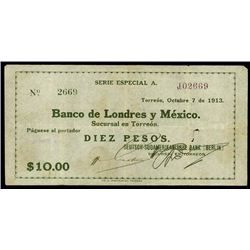 SERIE ESPECIAL A.
No 2669
J02669
Torreón, Octubre 7 de 1913.
Banco de Londres y México.
Sucursal en Torreón.
Páguese al portador
DIEZ PESOS.
DEUTSCH-SÜDAMERIKANISCHE BANK (BERLIN)
$10.00